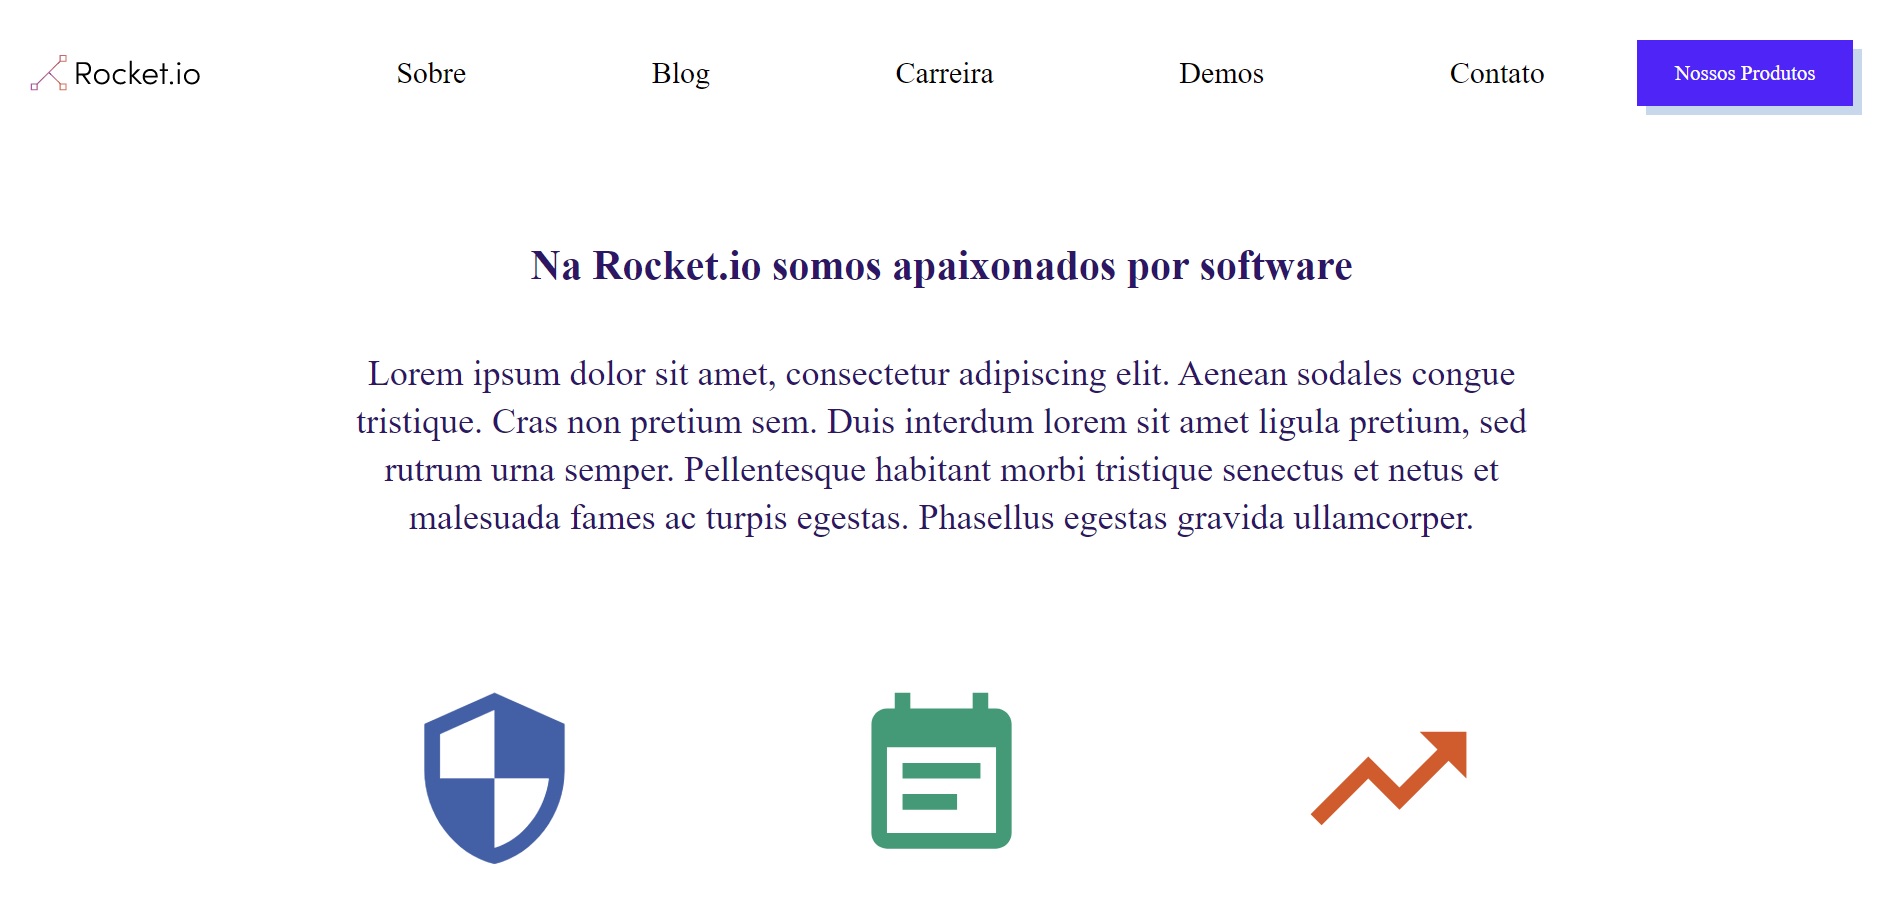 Rocket.io
Sobre
Blog
Carreira
Demos
Contato
Nossos Produtos
Na Rocket.io somos apaixonados por software
Lorem ipsum dolor sit amet, consectetur adipiscing elit. Aenean sodales congue
tristique. Cras non pretium sem. Duis interdum lorem sit amet ligula pretium, sed
rutrum urna semper. Pellentesque habitant morbi tristique senectus et netus et
malesuada fames ac turpis egestas. Phasellus egestas gravida ullamcorper.